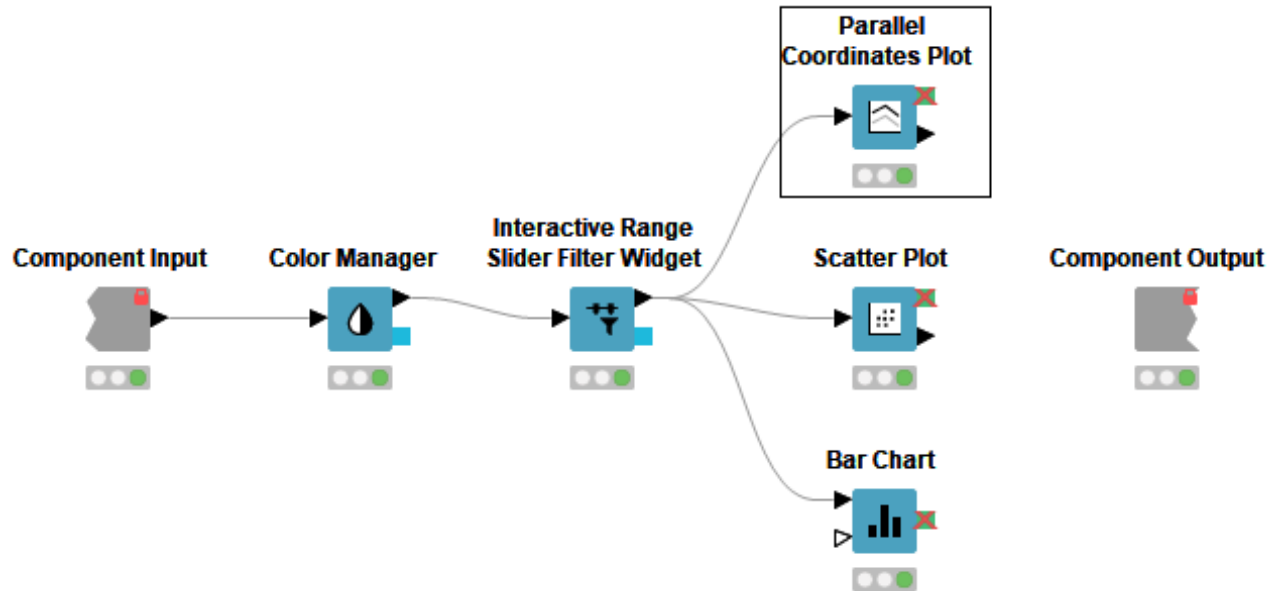 Parallel
Coordinates Plot
Interactive Range
Component Input
Color Manager
Slider Filter Widget
Scatter Plot
Component Output
Bar Chart